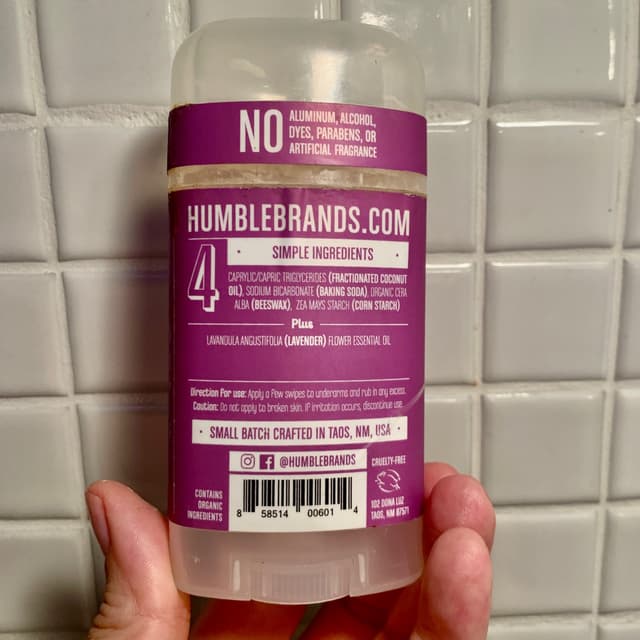 NO
ALUMINUM, ALCOHOL,
DYES, PARABENS, OR
ARTIFICIAL FRAGRANCE
HUMBLEBRANDS.COM
4
SIMPLE INGREDIENTS
CAPRYLIC/CAPRIC TRIGLYCERIDES (FRACTIONATED COCONUT
OIL), SODIUM BICARBONATE (BAKING SODA), ORGANIC CERA
ALBA (BEESWAX), ZEA MAYS STARCH (CORN STARCH)
Plus
LAVANDULA ANGUSTIFOLIA (LAVENDER) FLOWER ESSENTIAL OIL
Direction For use: Apply a Few swipes to underarms and rub in any excess.
Caution: Do not apply to broken skin. IF irritation occurs, discontinue use.
SMALL BATCH CRAFTED IN TAOS, NM, USA
@HUMBLEBRANDS
CRUELTY-FREE
CONTAINS
ORGANIC
INGREDIENTS
8 58514 00601 4
102 DONA LUZ
TAOS, NM 87571